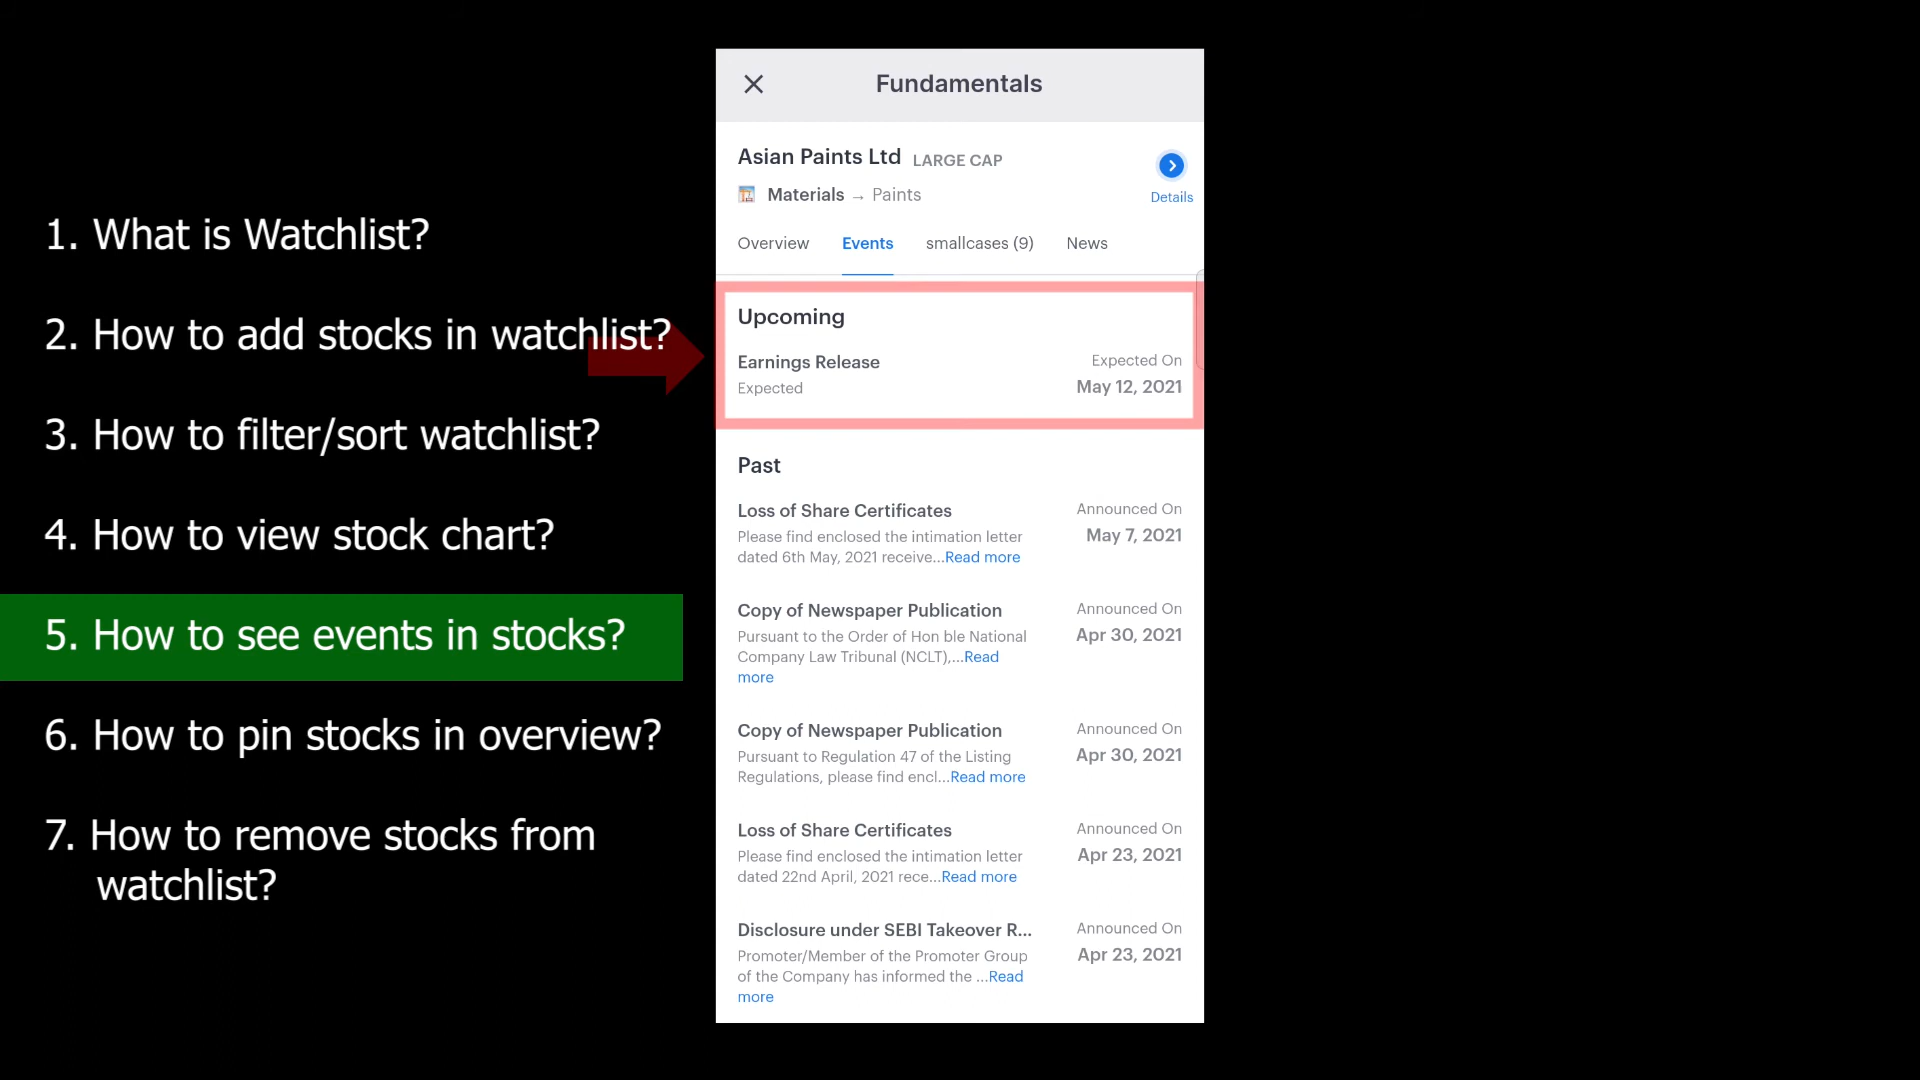 1. What is Watchlist?
2. How to add stocks in watchlist?
3. How to filter/sort watchlist?
4. How to view stock chart?
5. How to see events in stocks?
6. How to pin stocks in overview?
7. How to remove stocks from
watchlist?
Fundamentals
Asian Paints Ltd LARGE CAP
Materials → Paints
Details
Overview Events smallcases (9) News
Upcoming
Earnings Release Expected On
Expected May 12, 2021
Past
Loss of Share Certificates Announced On
Please find enclosed the intimation letter May 7, 2021
dated 6th May, 2021 receive...Read more
Copy of Newspaper Publication Announced On
Pursuant to the Order of Hon ble National Apr 30, 2021
Company Law Tribunal (NCLT),...Read
more
Copy of Newspaper Publication Announced On
Pursuant to Regulation 47 of the Listing Apr 30, 2021
Regulations, please find encl...Read more
Loss of Share Certificates Announced On
Please find enclosed the intimation letter Apr 23, 2021
dated 22nd April, 2021 rece...Read more
Disclosure under SEBI Takeover R... Announced On
Promoter/Member of the Promoter Group Apr 23, 2021
of the Company has informed the ...Read
more